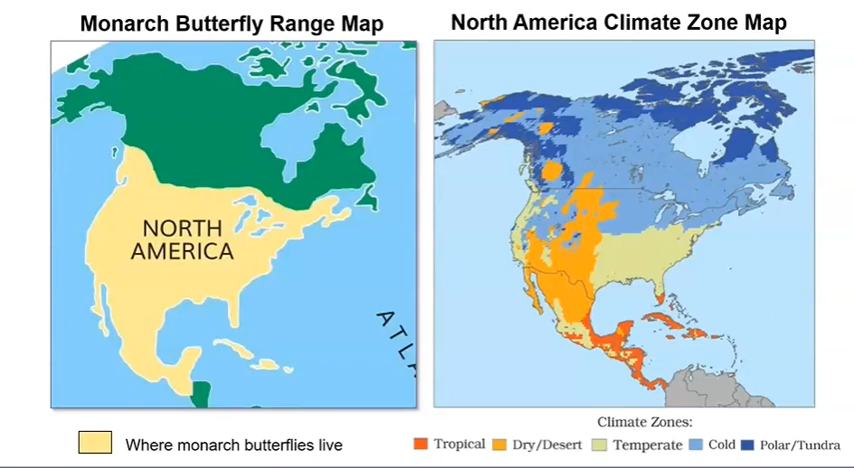 Monarch Butterfly Range Map
North America Climate Zone Map
NORTH
AMERICA
ATLA
Where monarch butterflies live
Climate Zones:
Tropical Dry/Desert Temperate Cold Polar/Tundra